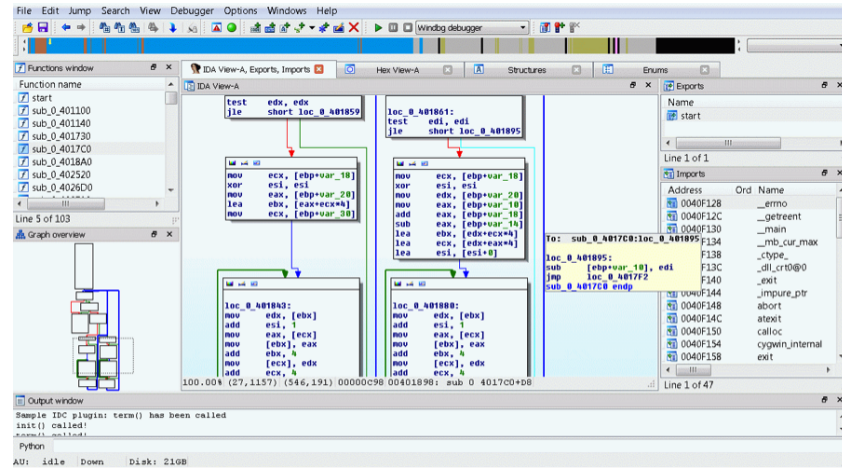 File Edit Jump Search View Debugger Options Windows Help
Windbg debugger
Functions window
IDA View-A, Exports, Imports
Hex View-A
Structures
Enums
Function name
start
sub_0_401100
sub_0_401140
sub_0_401730
sub_0_4017C0
sub_0_4018A0
sub_0_402520
sub_0_4026D0
Line 5 of 103
Graph overview
IDA View-A
test edx, edx
jle short loc_0_401859
mov ecx, [ebp+var_18]
xor esi, esi
mov eax, [ebp+var_20]
lea ebx, [eax+ecx*4]
mov ecx, [ebp+var_30]
loc_0_401843:
mov edx, [ebx]
add esi, 1
mov eax, [ecx]
mov [ebx], eax
add ebx, 4
mov [ecx], edx
add ecx, 4
loc_0_401861:
test edi, edi
jle short loc_0_401895
mov ecx, [ebp+var_18]
xor esi, esi
mov edx, [ebp+var_20]
mov eax, [ebp+var_10]
add eax, [ebp+var_18]
sub eax, [ebp+var_14]
lea ebx, [edx+ecx*4]
lea ecx, [edx+eax*4]
lea esi, [esi+0]
loc_0_401880:
mov edx, [ebx]
add esi, 1
mov eax, [ecx]
mov [ebx], eax
add ebx, 4
mov [ecx], edx
add ecx, 4
To: sub_0_4017C0:loc_0_401895
loc_0_401895:
sub [ebp+var_10], edi
jmp loc_0_4017F2
sub_0_4017C0 endp
100.00% (27,1157) (546,191) 00000C98 00401898: sub 0 4017C0+D8
Exports
Name
start
Line 1 of 1
Imports
Address Ord Name
0040F128 __errno
0040F12C __getreent
0040F130 __main
F134 __mb_cur_max
F138 _ctype_
F13C _dll_crt0@0
F140 _exit
0040F144 _impure_ptr
0040F148 abort
0040F14C atexit
0040F150 calloc
0040F154 cygwin_internal
0040F158 exit
Line 1 of 47
Output window
Sample IDC plugin: term() has been called
init() called!
term() called!
Python
AU: idle Down Disk: 21GB